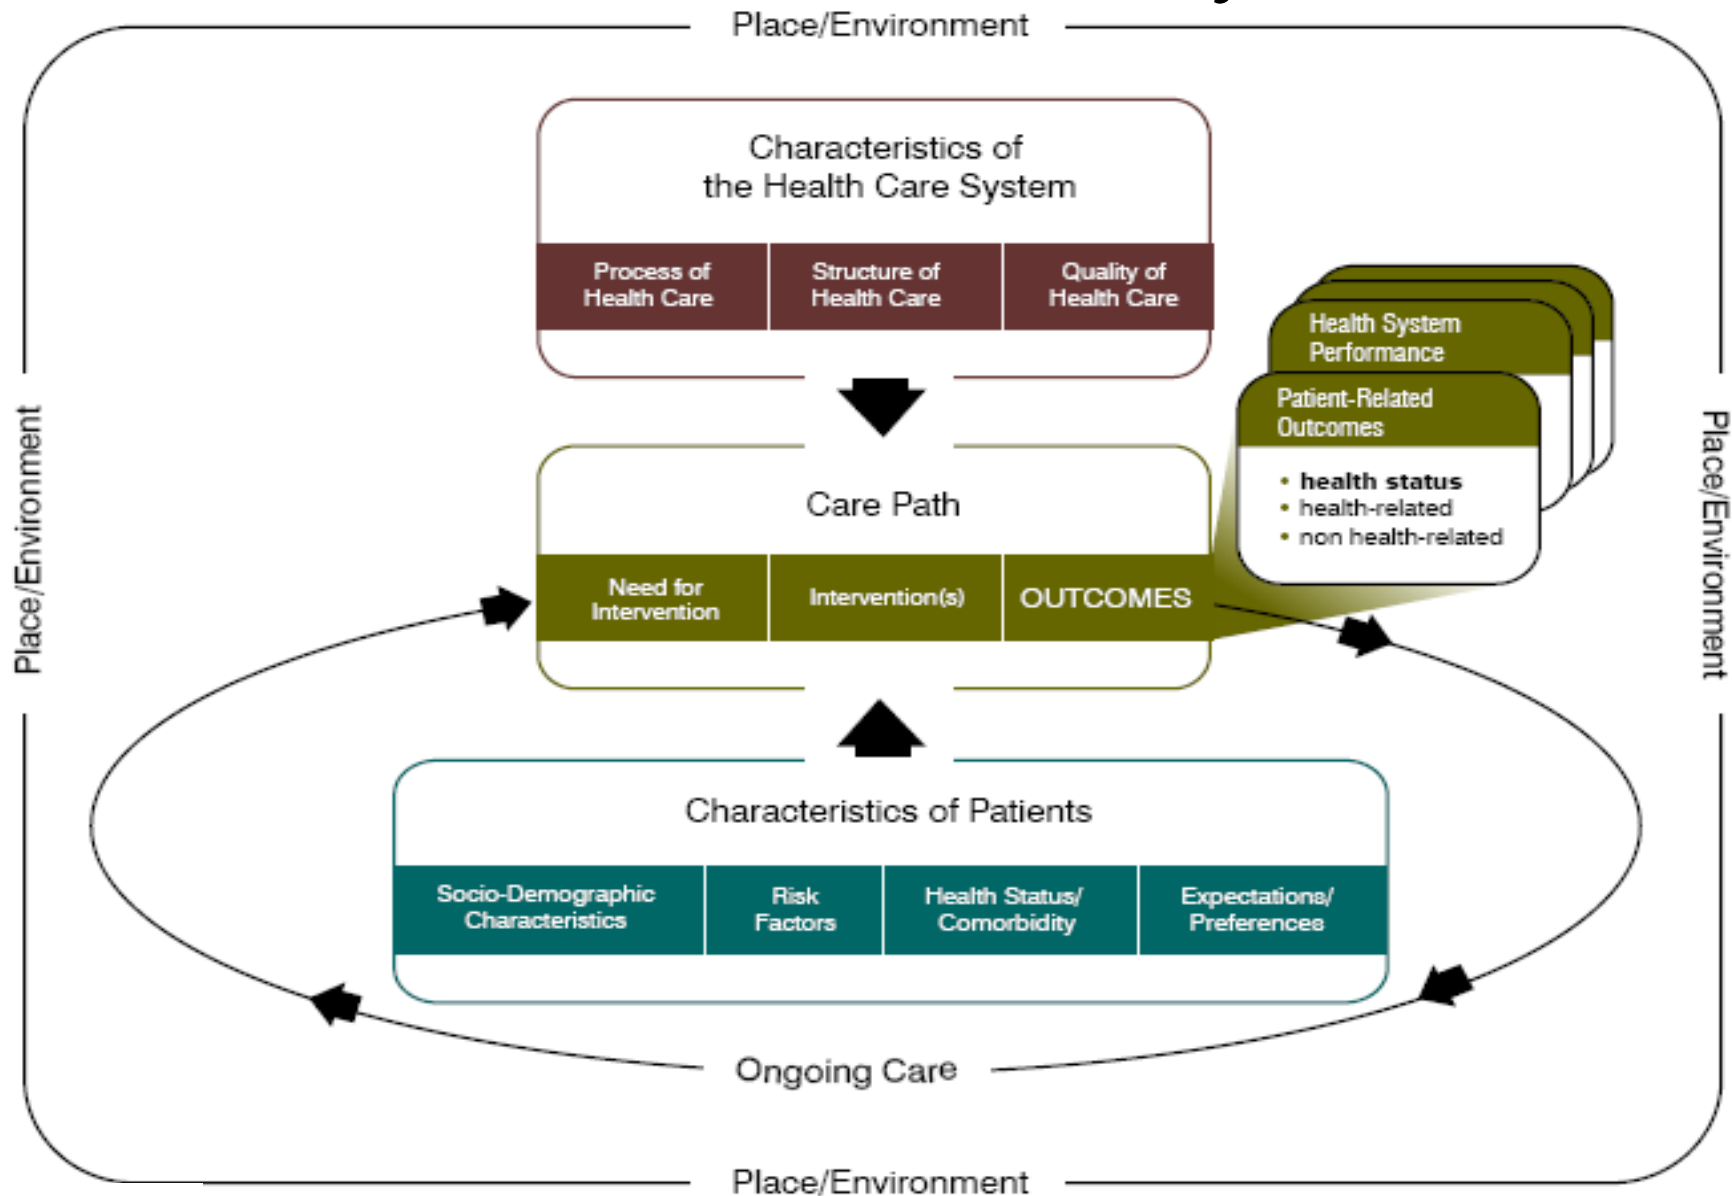 Place/Environment
Characteristics of
the Health Care System
Process of
Health Care
Structure of
Health Care
Quality of
Health Care
Health System
Performance
Patient-Related
Outcomes
• health status
• health-related
• non health-related
Place/Environment
Place/Environment
Care Path
Need for
Intervention
Intervention(s)
OUTCOMES
Characteristics of Patients
Socio-Demographic
Characteristics
Risk
Factors
Health Status/
Comorbidity
Expectations/
Preferences
Ongoing Care
Place/Environment